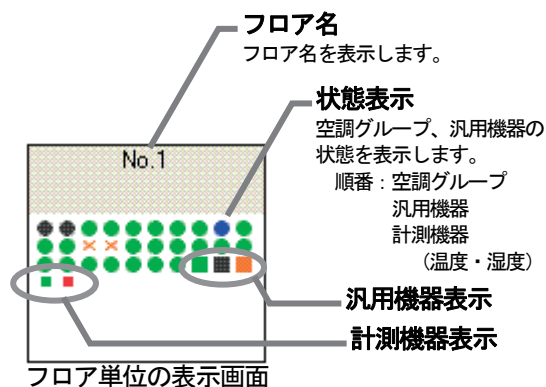 フロア名
フロア名を表示します。
状態表示
空調グループ、汎用機器の
状態を表示します。
順番：空調グループ
汎用機器
計測機器
（温度・湿度）
No.1
汎用機器表示
計測機器表示
フロア単位の表示画面